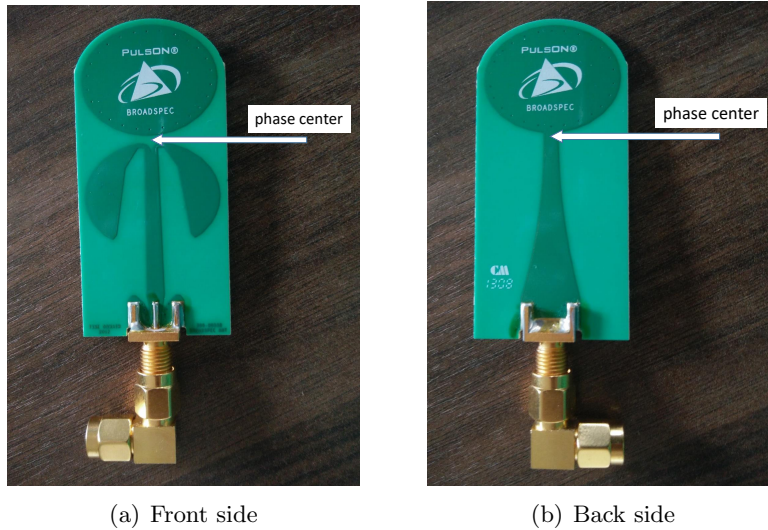 PULSON®
BROADSPEC
phase center
(a) Front side
PULSON®
BROADSPEC
phase center
CM
1308
(b) Back side